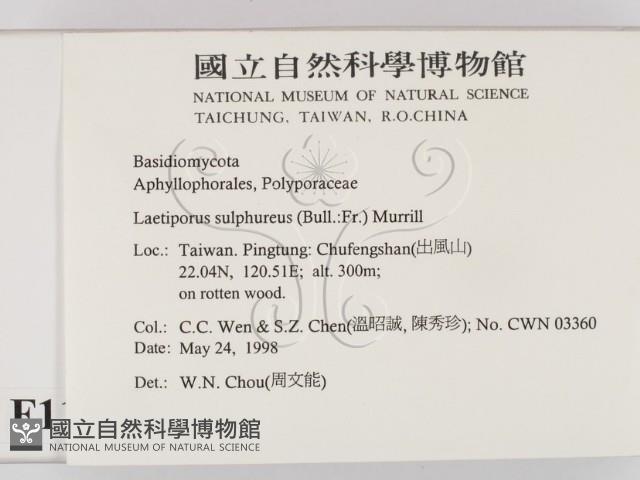 國立自然科學博物館
NATIONAL MUSEUM OF NATURAL SCIENCE
TAICHUNG, TAIWAN, R.O.CHINA
Basidiomycota
Aphyllophorales, Polyporaceae
Laetiporus sulphureus (Bull.:Fr.) Murrill
Loc.: Taiwan. Pingtung: Chufengshan(出風山)
22.04N, 120.51E; alt. 300m;
on rotten wood.
Col.: C.C. Wen & S.Z. Chen(溫昭誠, 陳秀珍); No. CWN 03360
Date: May 24, 1998
Det.: W.N. Chou(周文能)
國立自然科學博物館
NATIONAL MUSEUM OF NATURAL SCIENCE